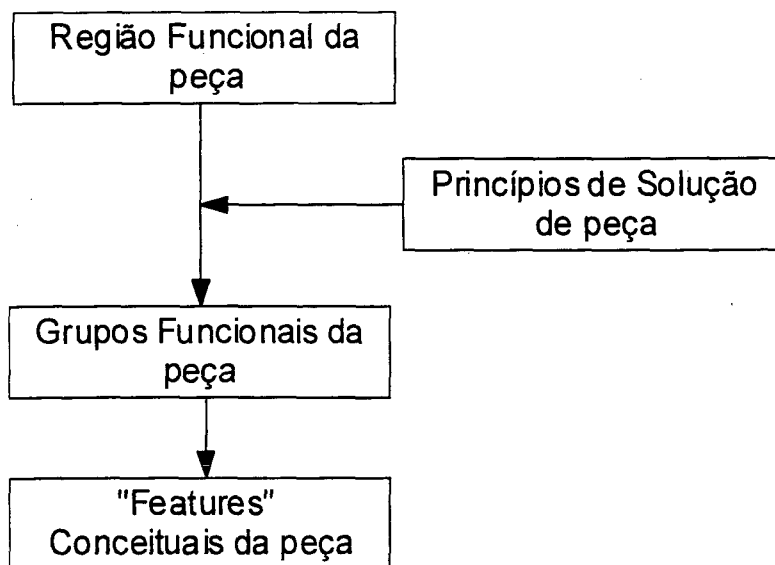 Região Funcional da
peça
Princípios de Solução
de peça
Grupos Funcionais da
peça
"Features"
Conceituais da peça